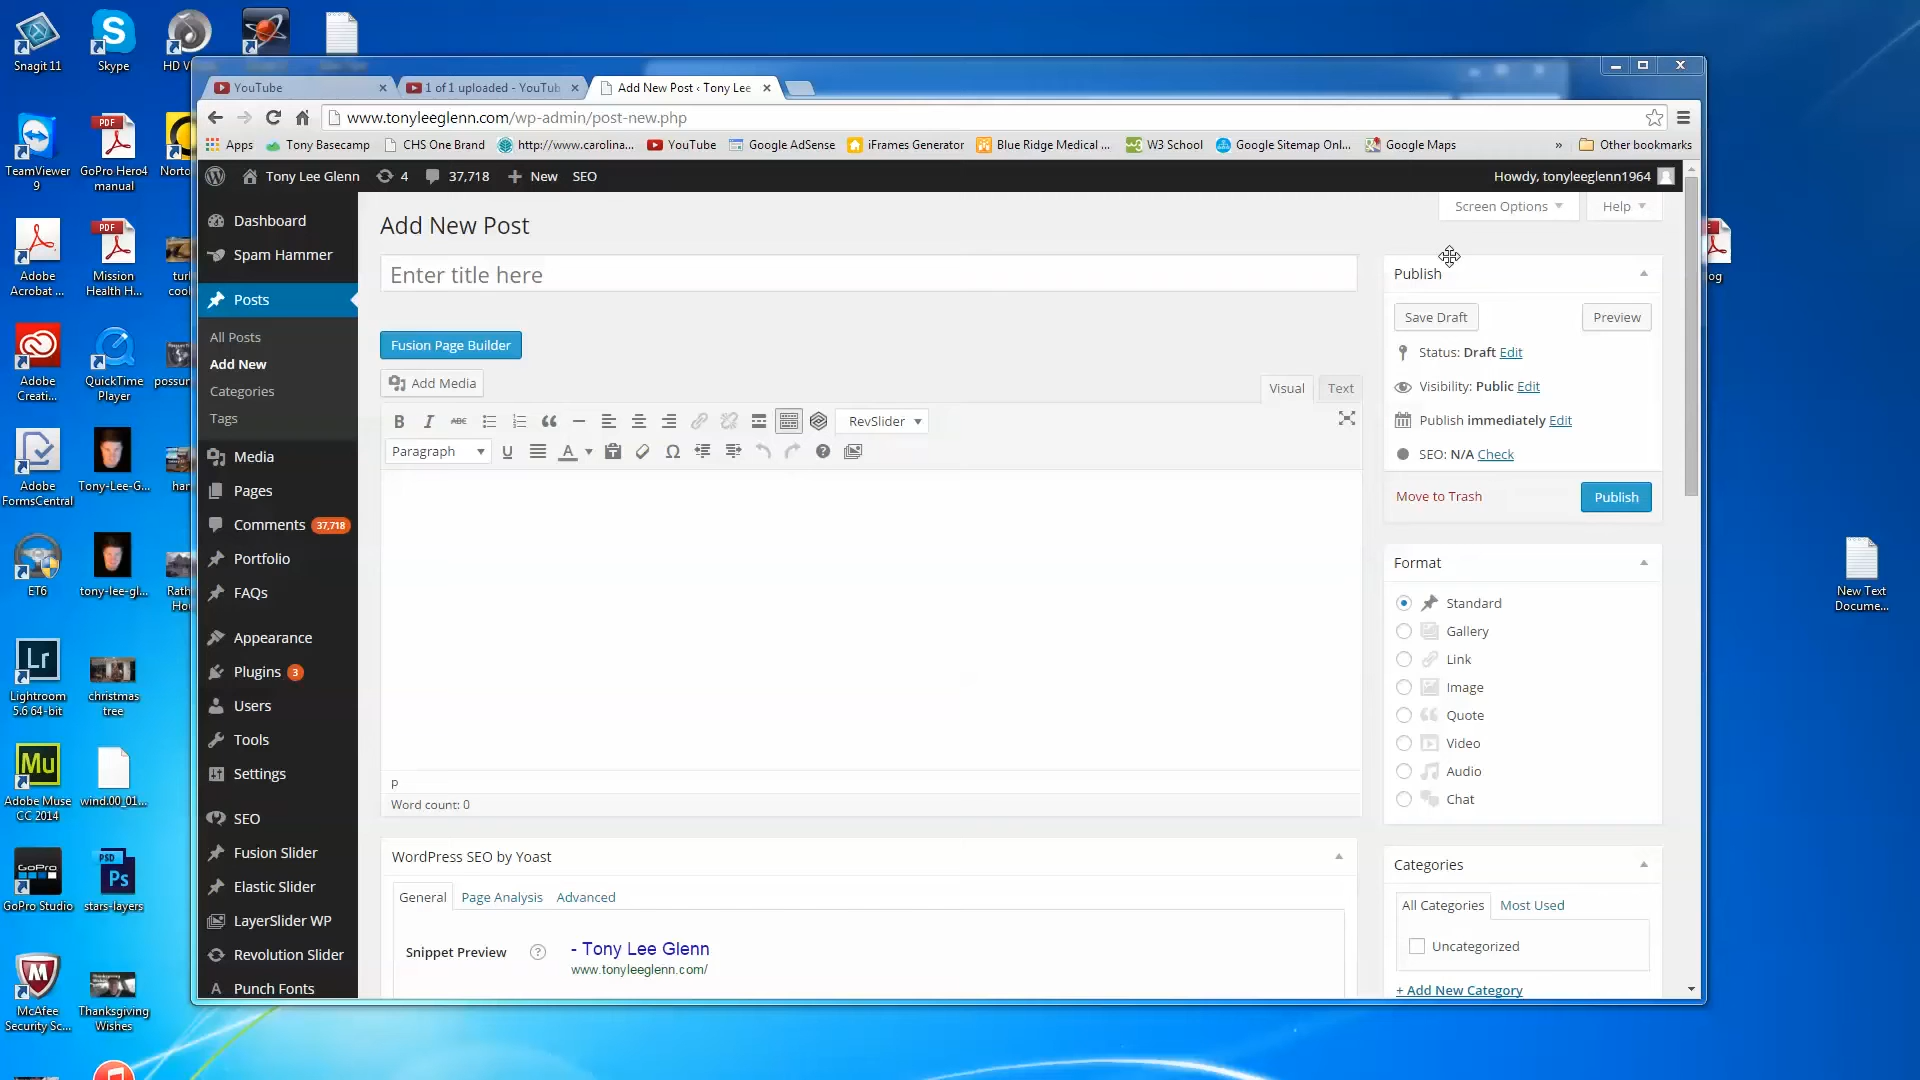 Snagit 11
Skype
HD V
TeamViewer
9
GoPro Hero4
manual
Norto
Adobe
Acrobat ...
Mission
Health H...
turk
cool
Adobe
Creati...
QuickTime
Player
possum
Adobe
FormsCentral
Tony-Lee-G...
har
ET6
tony-lee-gl...
Rath
Hou
Lightroom
5.6 64-bit
christmas
tree
Adobe Muse
CC 2014
wind.00_01...
GoPro Studio
stars-layers
McAfee
Security Sc...
Thanksgiving
Wishes
og
New Text
Docume...
YouTube
1 of 1 uploaded - YouTub
Add New Post ‹ Tony Lee
www.tonyleeglenn.com/wp-admin/post-new.php
Apps
Tony Basecamp
CHS One Brand
http://www.carolina...
YouTube
Google AdSense
iFrames Generator
Blue Ridge Medical ...
W3 School
Google Sitemap Onl...
Google Maps
»
Other bookmarks
Tony Lee Glenn
4
37,718
New
SEO
Howdy, tonyleeglenn1964
Dashboard
Spam Hammer
Posts
All Posts
Add New
Categories
Tags
Media
Pages
Comments 37,718
Portfolio
FAQs
Appearance
Plugins 3
Users
Tools
Settings
SEO
Fusion Slider
Elastic Slider
LayerSlider WP
Revolution Slider
Punch Fonts
Screen Options
Help
Add New Post
Enter title here
Fusion Page Builder
Add Media
Visual
Text
B I ABC
RevSlider
Paragraph
U A Ω
p
Word count: 0
WordPress SEO by Yoast
General
Page Analysis
Advanced
Snippet Preview
?
- Tony Lee Glenn
www.tonyleeglenn.com/
Publish
Save Draft
Preview
Status: Draft Edit
Visibility: Public Edit
Publish immediately Edit
SEO: N/A Check
Move to Trash
Publish
Format
Standard
Gallery
Link
Image
Quote
Video
Audio
Chat
Categories
All Categories
Most Used
Uncategorized
+ Add New Category